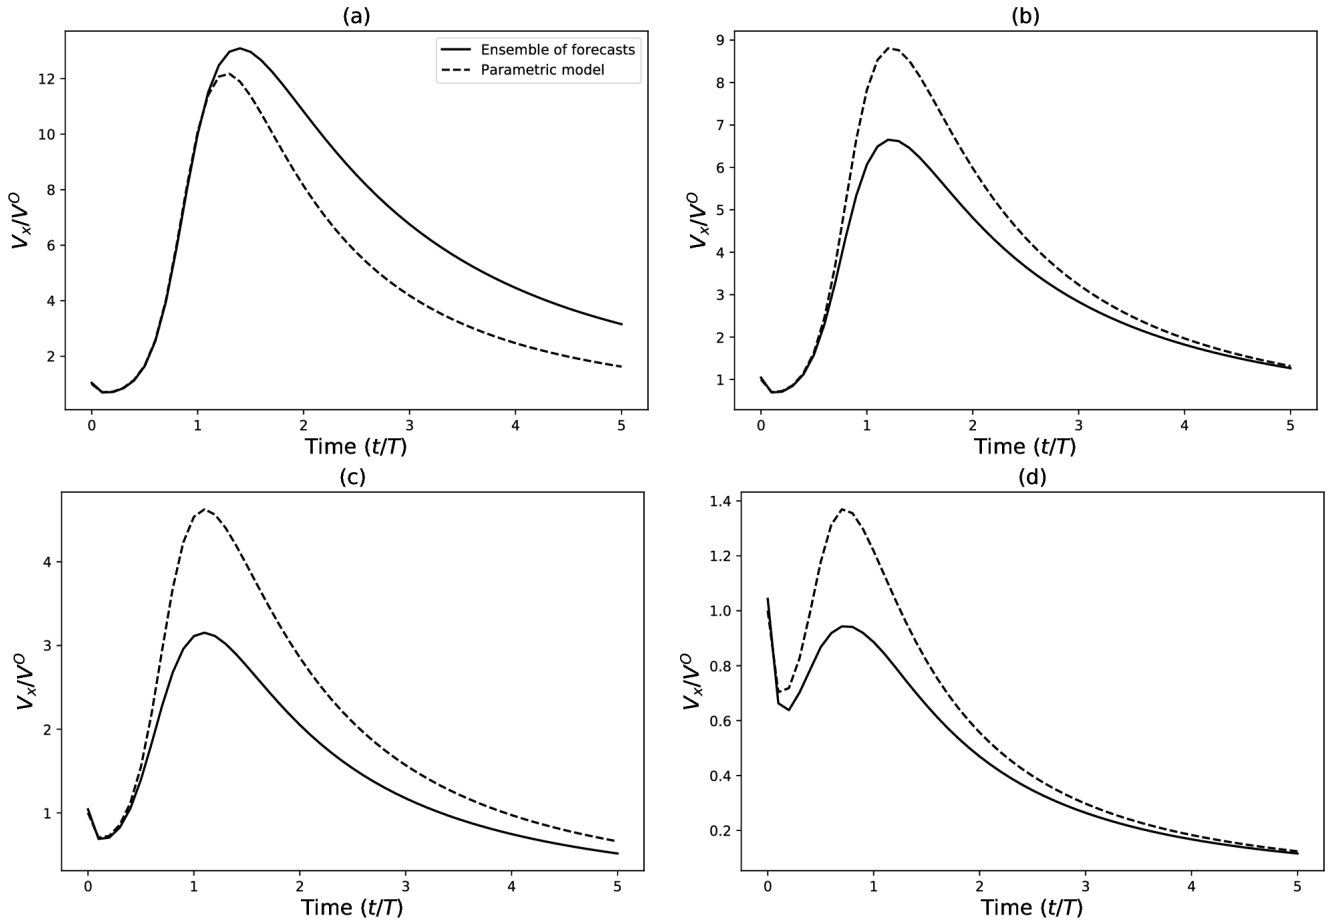 (a)
Ensemble of forecasts
Parametric model
12
10
8
6
4
2
V_x/V^O
0 1 2 3 4 5
Time (t/T)
(b)
9
8
7
6
5
4
3
2
1
V_x/V^O
0 1 2 3 4 5
Time (t/T)
(c)
4
3
2
1
V_x/V^O
0 1 2 3 4 5
Time (t/T)
(d)
1.4
1.2
1.0
0.8
0.6
0.4
0.2
V_x/V^O
0 1 2 3 4 5
Time (t/T)